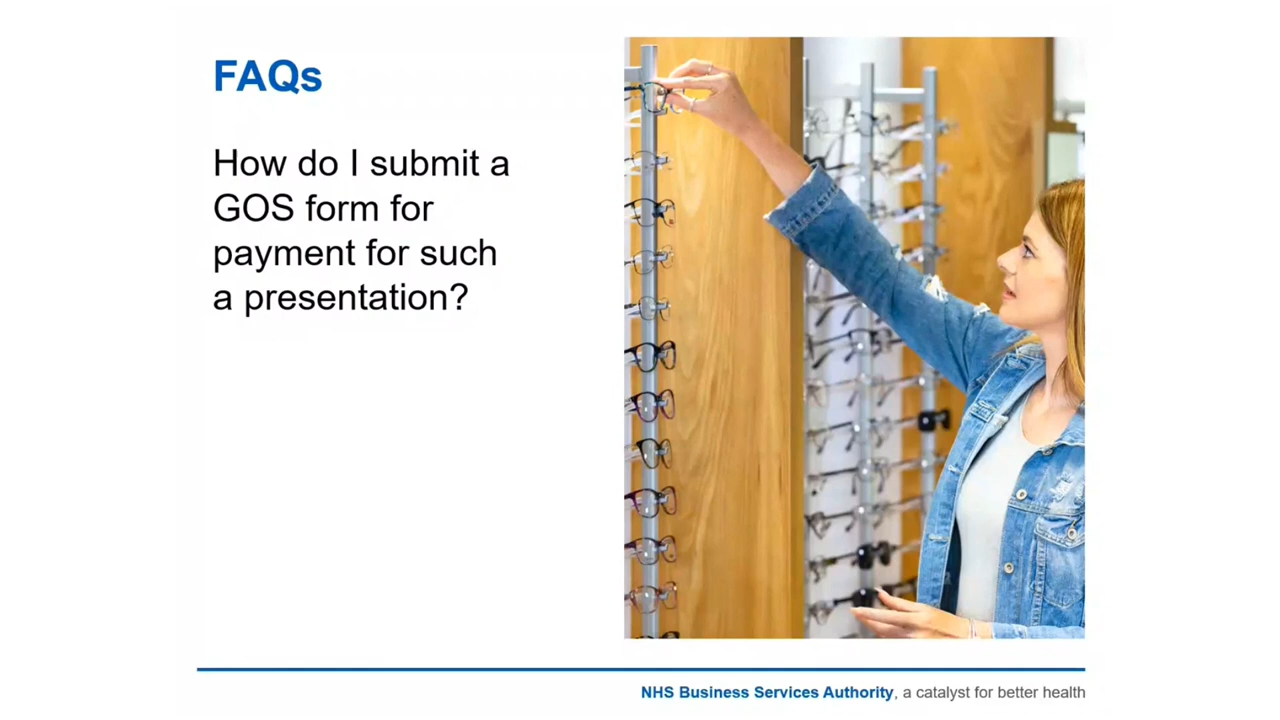 FAQs
How do I submit a
GOS form for
payment for such
a presentation?
NHS Business Services Authority, a catalyst for better health